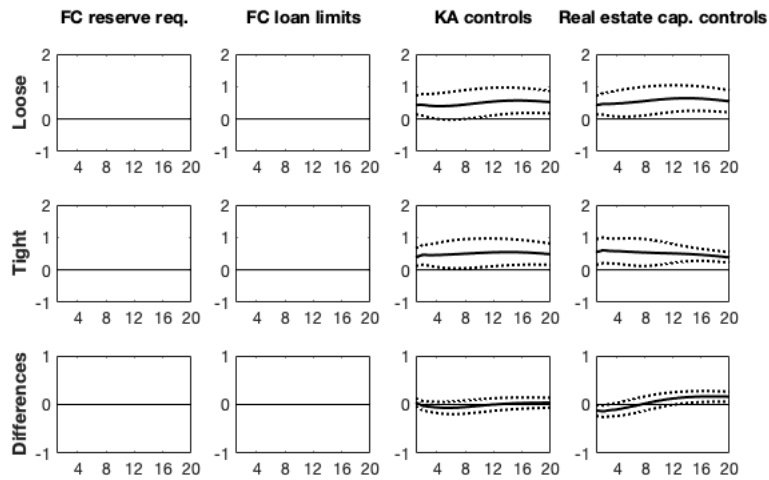 FC reserve req. FC loan limits KA controls Real estate cap. controls
Loose
2 2 2 2
1 1 1 1
0 0 0 0
-1 -1 -1 -1
4 8 12 16 20 4 8 12 16 20 4 8 12 16 20 4 8 12 16 20
Tight
2 2 2 2
1 1 1 1
0 0 0 0
-1 -1 -1 -1
4 8 12 16 20 4 8 12 16 20 4 8 12 16 20 4 8 12 16 20
Differences
1 1 1 1
0 0 0 0
-1 -1 -1 -1
4 8 12 16 20 4 8 12 16 20 4 8 12 16 20 4 8 12 16 20